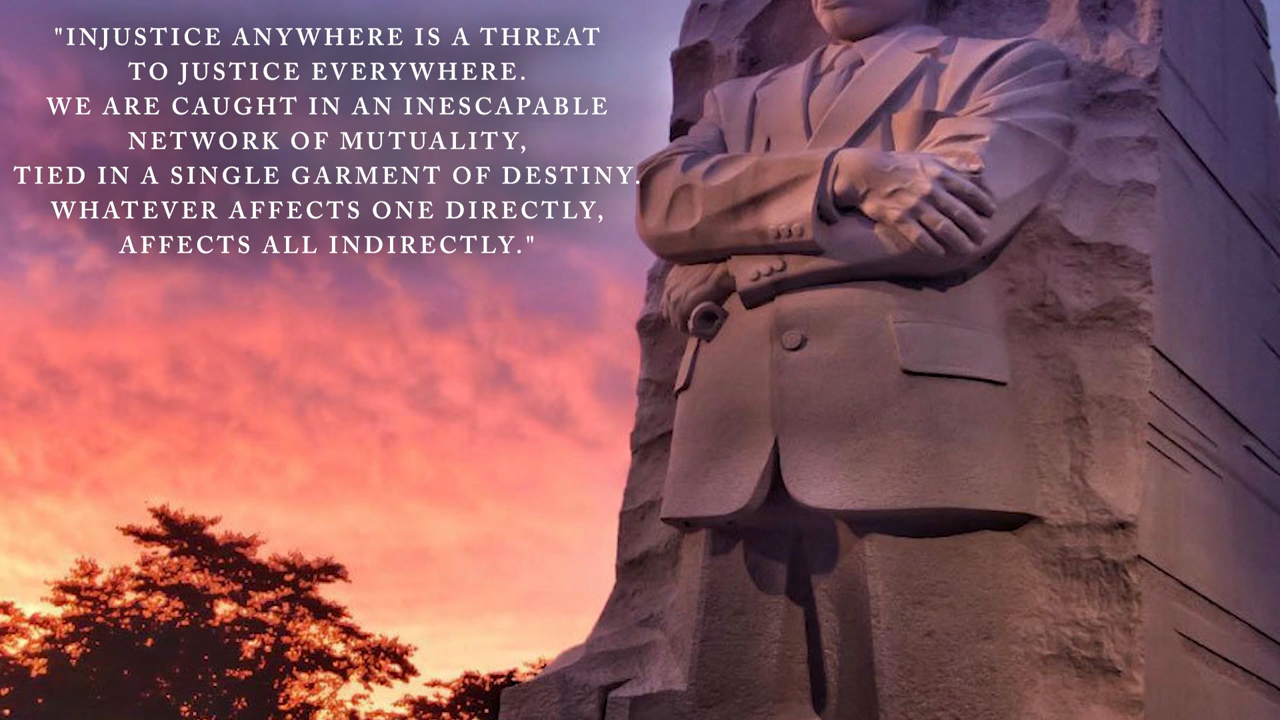 "INJUSTICE ANYWHERE IS A THREAT
TO JUSTICE EVERYWHERE.
WE ARE CAUGHT IN AN INESCAPABLE
NETWORK OF MUTUALITY,
TIED IN A SINGLE GARMENT OF DESTINY.
WHATEVER AFFECTS ONE DIRECTLY,
AFFECTS ALL INDIRECTLY."